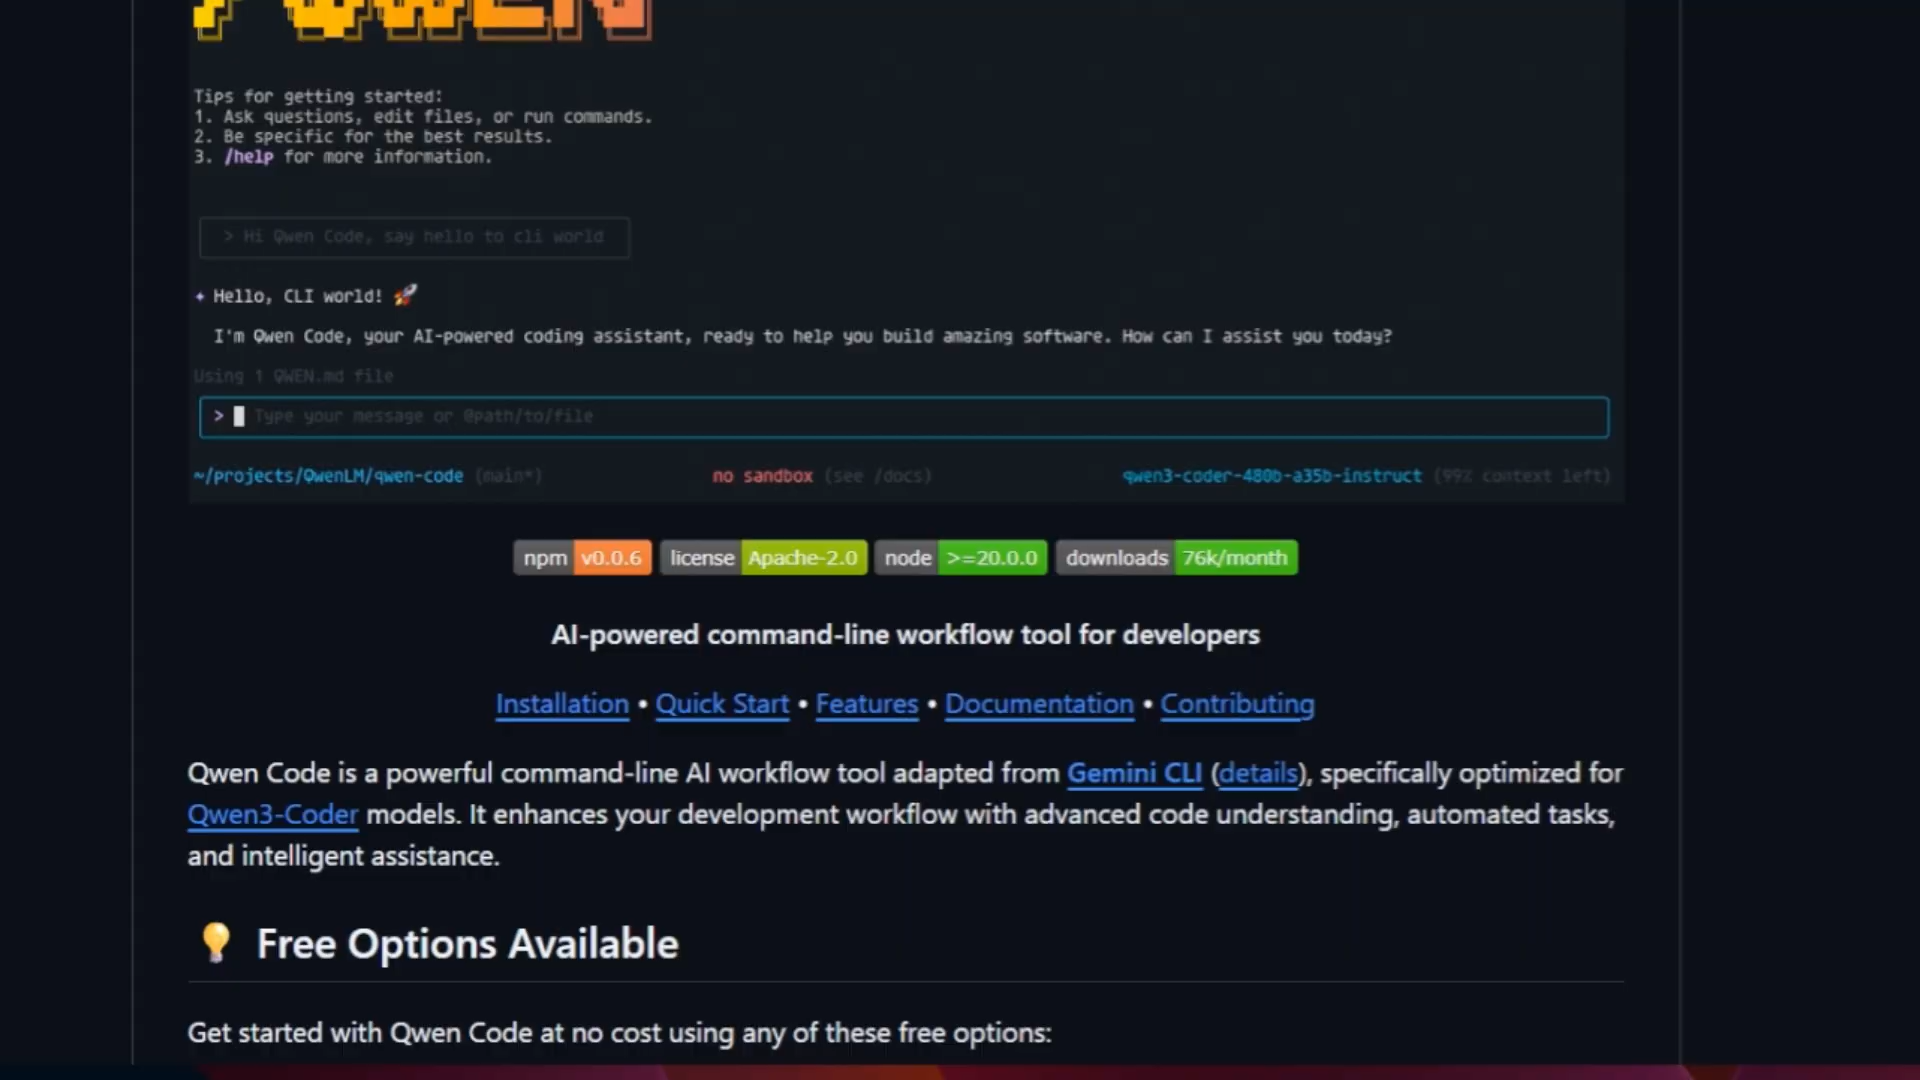 QWEN
Tips for getting started:
1. Ask questions, edit files, or run commands.
2. Be specific for the best results.
3. /help for more information.
> Hi Qwen Code, say hello to cli world
✦ Hello, CLI world! 🚀
I'm Qwen Code, your AI-powered coding assistant, ready to help you build amazing software. How can I assist you today?
Using 1 QWEN.md file
> Type your message or @path/to/file
~/projects/QwenLM/qwen-code (main*) no sandbox (see /docs) qwen3-coder-480b-a35b-instruct (99% context left)
npm v0.0.6 license Apache-2.0 node >=20.0.0 downloads 76k/month
AI-powered command-line workflow tool for developers
Installation • Quick Start • Features • Documentation • Contributing
Qwen Code is a powerful command-line AI workflow tool adapted from Gemini CLI (details), specifically optimized for
Qwen3-Coder models. It enhances your development workflow with advanced code understanding, automated tasks,
and intelligent assistance.
💡 Free Options Available
Get started with Qwen Code at no cost using any of these free options: